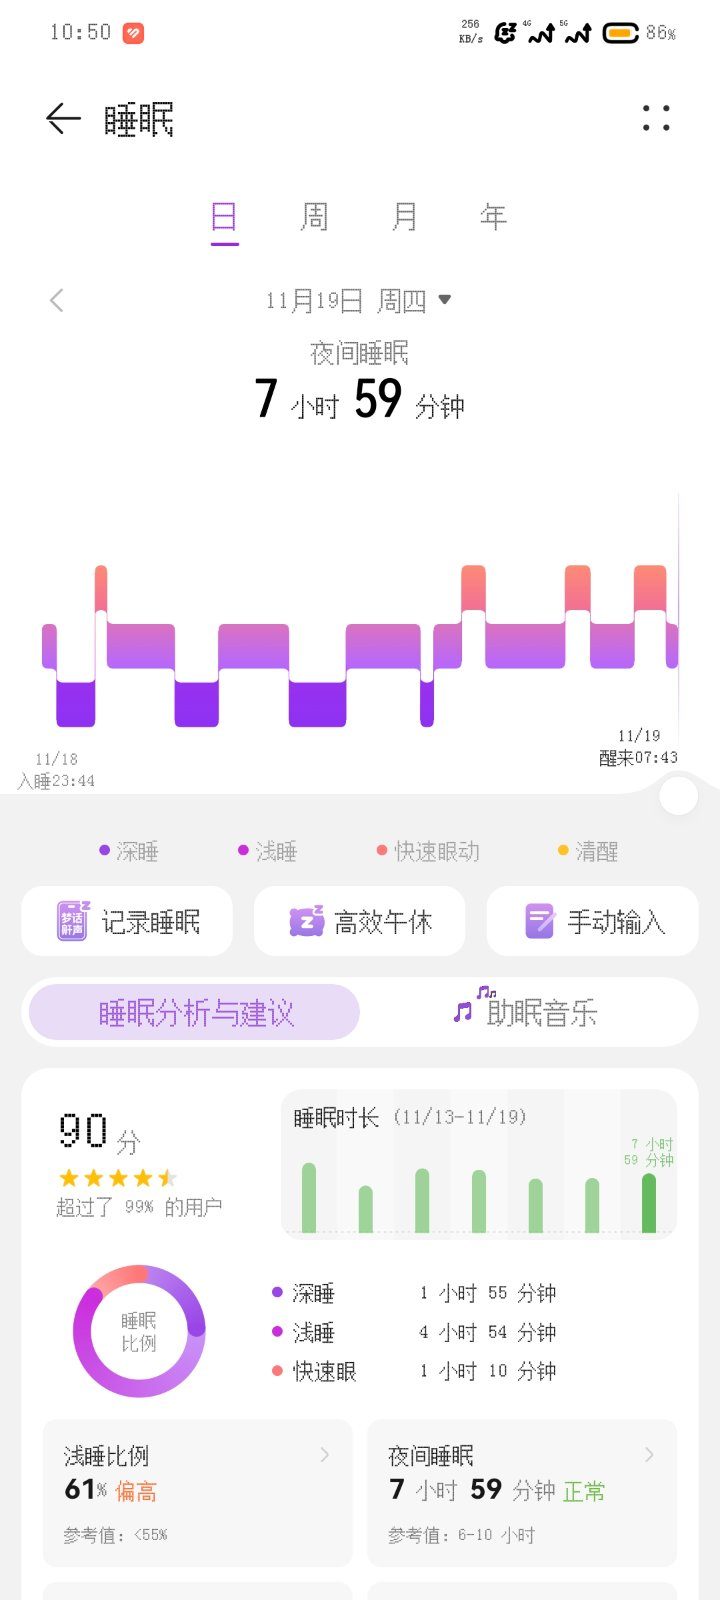 10:50 256 KB/s 4G 5G 86%
睡眠
日 周 月 年
11月19日 周四
夜间睡眠
7 小时 59 分钟
11/18
入睡23:44
11/19
醒来07:43
深睡 浅睡 快速眼动 清醒
梦话鼾声 记录睡眠 高效午休 手动输入
睡眠分析与建议 助眠音乐
90 分
超过了 99% 的用户
睡眠时长 (11/13-11/19)
7 小时
59 分钟
睡眠
比例
深睡 1 小时 55 分钟
浅睡 4 小时 54 分钟
快速眼 1 小时 10 分钟
浅睡比例
61% 偏高
参考值: <55%
夜间睡眠
7 小时 59 分钟 正常
参考值: 6-10 小时